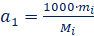 a₁ = 1000·mᵢ / Mᵢ